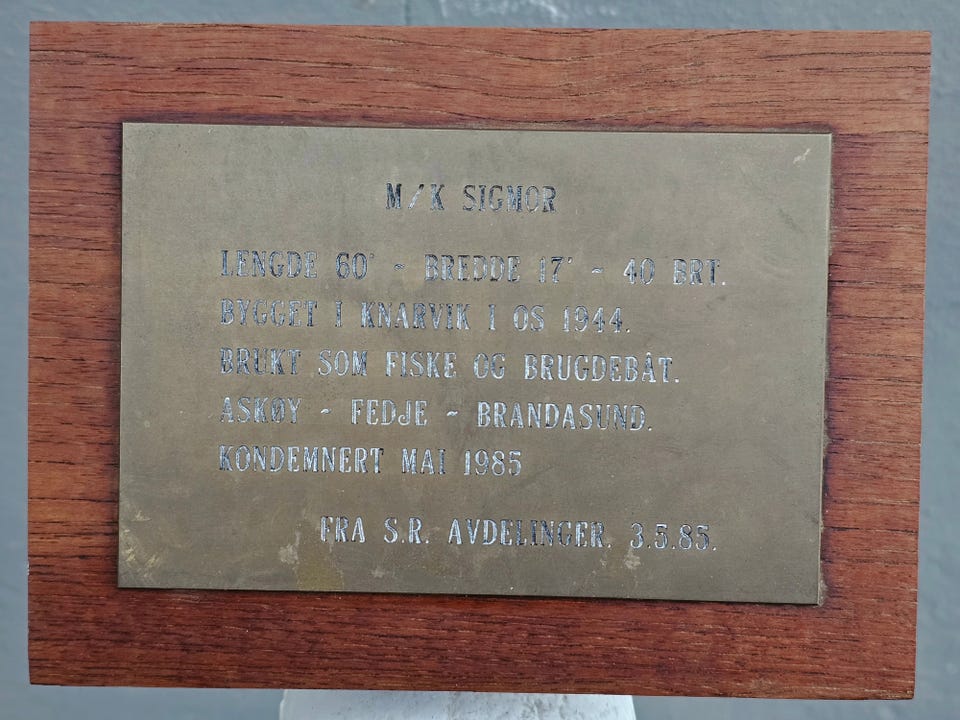 M/K SIGMOR
LENGDE 60' - BREDDE 17' - 40 BRT.
BYGGET I KNARVIK I OS 1944.
BRUKT SOM FISKE OG BRUGDEBÅT.
ASKØY - FEDJE - BRANDASUND.
KONDEMNERT MAI 1985
FRA S.R. AVDELINGER. 3.5.85.